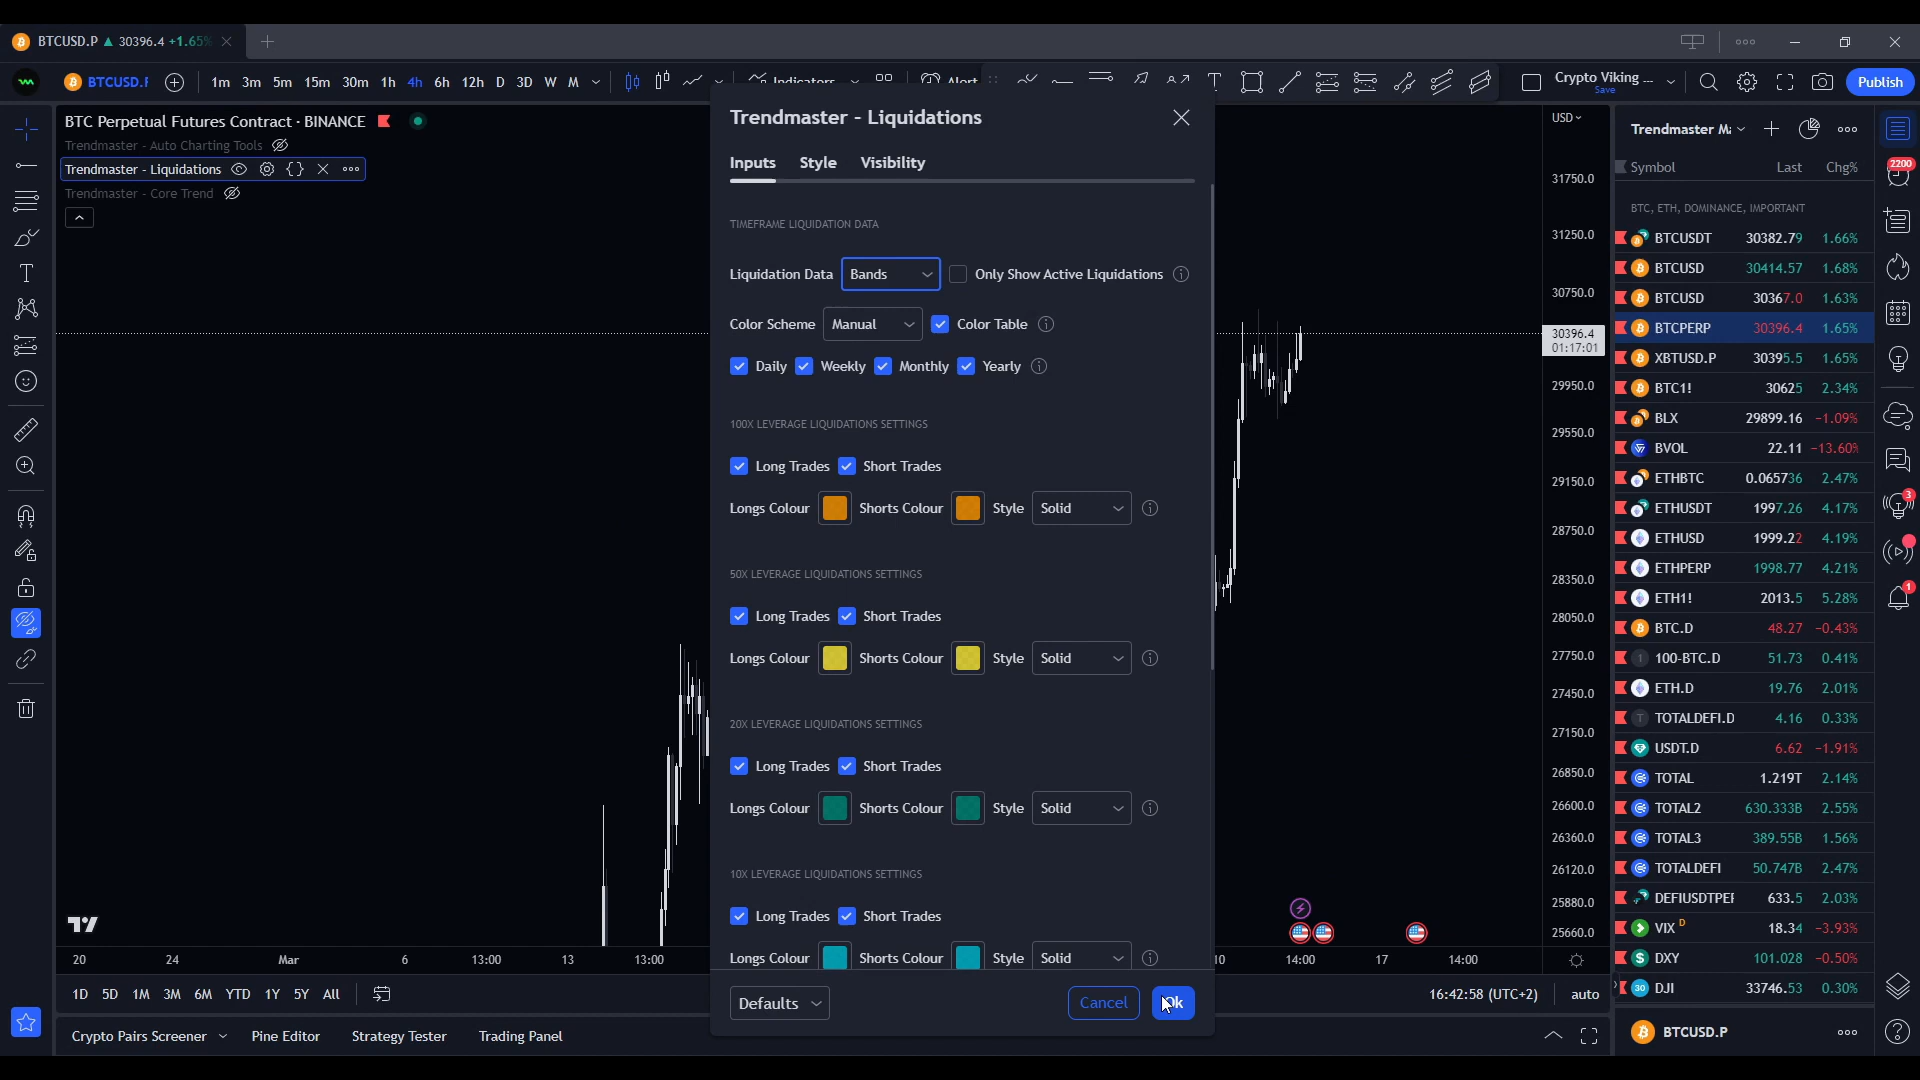 BTCUSD.P ▲ 30396.4 +1.65%
BTCUSD.P
1m 3m 5m 15m 30m 1h 4h 6h 12h D 3D W M
Indicators
Alert
Crypto Viking ...
Save
Publish
BTC Perpetual Futures Contract · BINANCE
Trendmaster - Auto Charting Tools
Trendmaster - Liquidations
Trendmaster - Core Trend
Trendmaster - Liquidations
Inputs Style Visibility
TIMEFRAME LIQUIDATION DATA
Liquidation Data Bands Only Show Active Liquidations
Color Scheme Manual Color Table
Daily Weekly Monthly Yearly
100X LEVERAGE LIQUIDATIONS SETTINGS
Long Trades Short Trades
Longs Colour Shorts Colour Style Solid
50X LEVERAGE LIQUIDATIONS SETTINGS
Long Trades Short Trades
Longs Colour Shorts Colour Style Solid
20X LEVERAGE LIQUIDATIONS SETTINGS
Long Trades Short Trades
Longs Colour Shorts Colour Style Solid
10X LEVERAGE LIQUIDATIONS SETTINGS
Long Trades Short Trades
Longs Colour Shorts Colour Style Solid
Defaults Cancel Ok
USD
31750.0
31250.0
30750.0
30396.4
01:17:01
29950.0
29550.0
29150.0
28750.0
28350.0
28050.0
27750.0
27450.0
27150.0
26850.0
26600.0
26360.0
26120.0
25880.0
25660.0
20 24 Mar 6 13:00 13 13:00 10 14:00 17 14:00
1D 5D 1M 3M 6M YTD 1Y 5Y All
16:42:58 (UTC+2) auto
Crypto Pairs Screener Pine Editor Strategy Tester Trading Panel
Trendmaster
Symbol Last Chg%
BTC, ETH, DOMINANCE, IMPORTANT
BTCUSDT 30382.79 1.66%
BTCUSD 30414.57 1.68%
BTCUSD 30367.0 1.63%
BTCPERP 30396.4 1.65%
XBTUSD.P 30395.5 1.65%
BTC1! 30625 2.34%
BLX 29899.16 −1.09%
BVOL 22.11 −13.60%
ETHBTC 0.065736 2.47%
ETHUSDT 1997.26 4.17%
ETHUSD 1999.22 4.19%
ETHPERP 1998.77 4.21%
ETH1! 2013.5 5.28%
BTC.D 48.27 −0.43%
100-BTC.D 51.73 0.41%
ETH.D 19.76 2.01%
TOTALDEFI.D 4.16 0.33%
USDT.D 6.62 −1.91%
TOTAL 1.219T 2.14%
TOTAL2 630.333B 2.55%
TOTAL3 389.55B 1.56%
TOTALDEFI 50.747B 2.47%
DEFIUSDTPEF 633.5 2.03%
VIX D 18.34 −3.93%
DXY 101.028 −0.50%
DJI 33746.53 0.30%
BTCUSD.P
2200
3
1